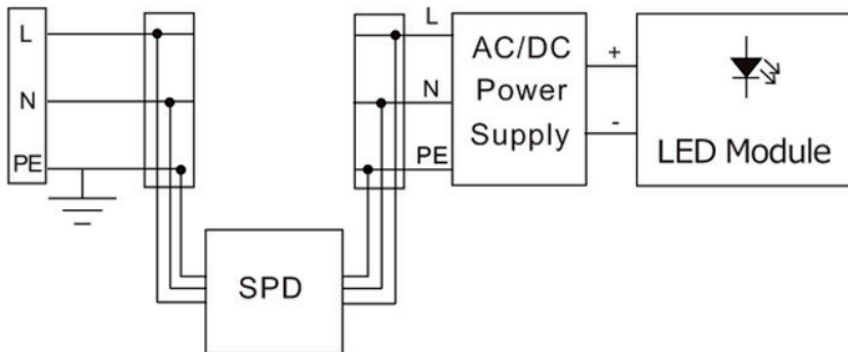 L
N
PE
L
N
PE
AC/DC
Power
Supply
+
-
LED Module
SPD